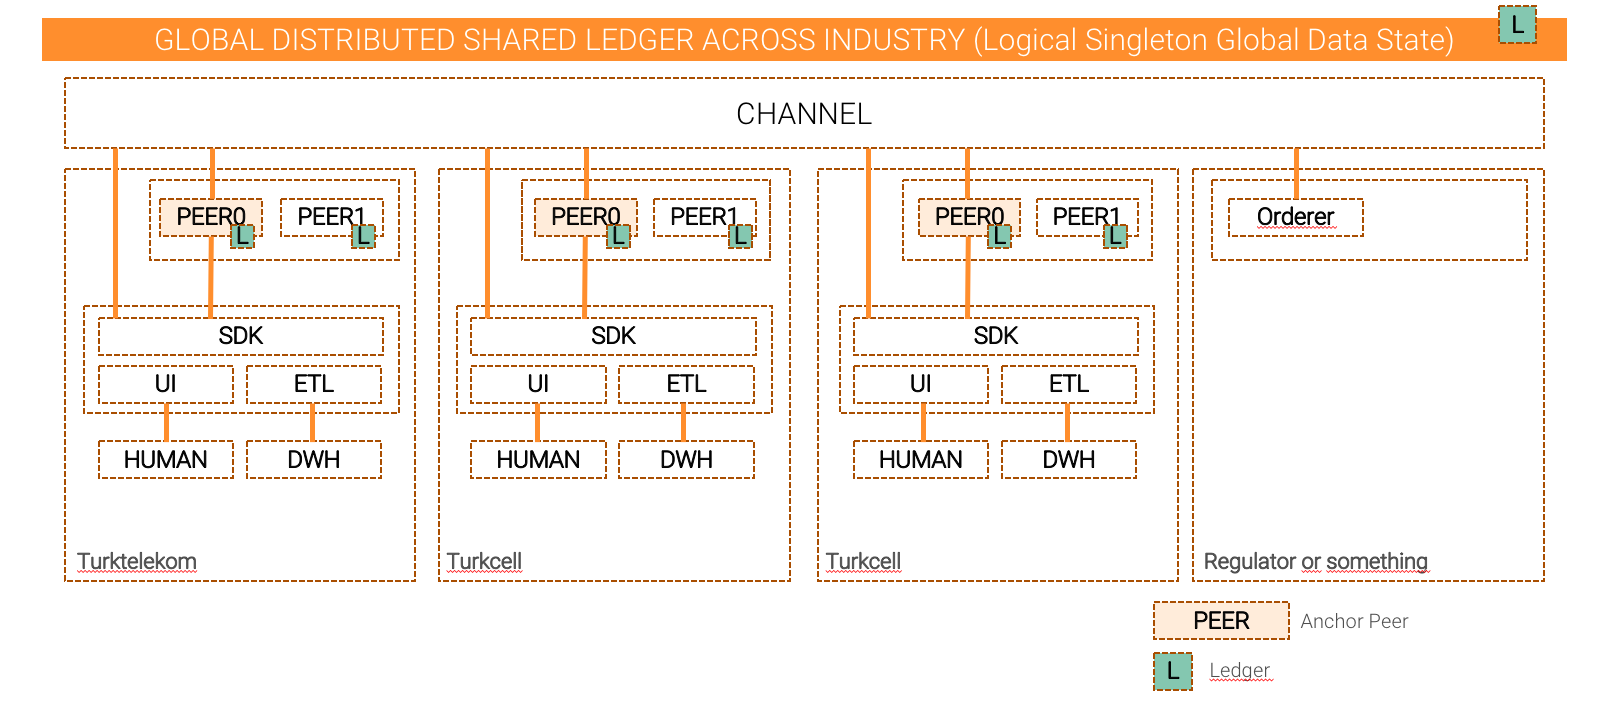 GLOBAL DISTRIBUTED SHARED LEDGER ACROSS INDUSTRY (Logical Singleton Global Data State)
L
CHANNEL
PEER0
L
PEER1
L
SDK
UI
ETL
HUMAN
DWH
Turktelekom
PEER0
L
PEER1
L
SDK
UI
ETL
HUMAN
DWH
Turkcell
PEER0
L
PEER1
L
SDK
UI
ETL
HUMAN
DWH
Turkcell
Orderer
Regulator or something
PEER
Anchor Peer
L
Ledger